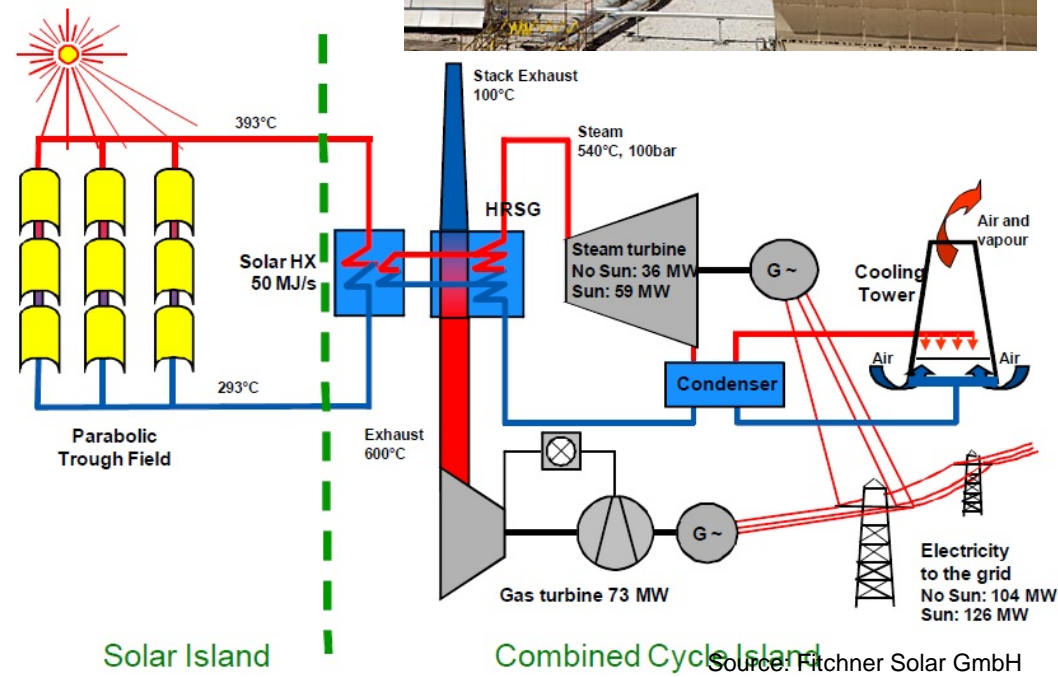 Stack Exhaust
100°C
393°C
Steam
540°C, 100bar
HRSG
Air and
vapour
Solar HX
50 MJ/s
Steam turbine
No Sun: 36 MW
Sun: 59 MW
G ~
Cooling
Tower
Air
Air
Condenser
293°C
Parabolic
Trough Field
Exhaust
600°C
G ~
Gas turbine 73 MW
Electricity
to the grid
No Sun: 104 MW
Sun: 126 MW
Solar Island
Combined Cycle Island
Source: Fitchner Solar GmbH